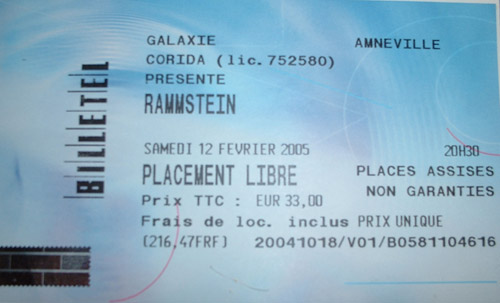 BILLETEL
GALAXIE AMNEVILLE
CORIDA (lic.752580)
PRESENTE
RAMMSTEIN
SAMEDI 12 FEVRIER 2005 20H30
PLACEMENT LIBRE PLACES ASSISES
NON GARANTIES
Prix TTC : EUR 33,00
Frais de loc. inclus PRIX UNIQUE
(216,47FRF) 20041018/V01/B0581104616